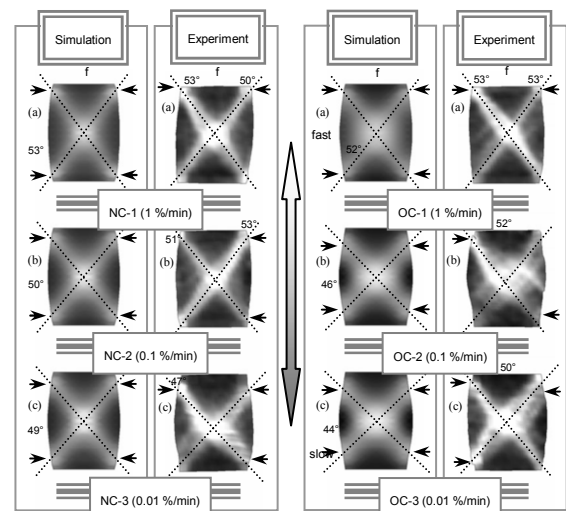 Simulation
Experiment
Simulation
Experiment
f
f
f
f
53°
50°
53°
53°
(a)
(a)
(a)
(a)
fast
53°
52°
NC-1 (1 %/min)
OC-1 (1 %/min)
51°
53°
52°
(b)
(b)
(b)
(b)
50°
46°
NC-2 (0.1 %/min)
OC-2 (0.1 %/min)
47
50°
(c)
(c)
(c)
(c)
49°
44°
slow
NC-3 (0.01 %/min)
OC-3 (0.01 %/min)